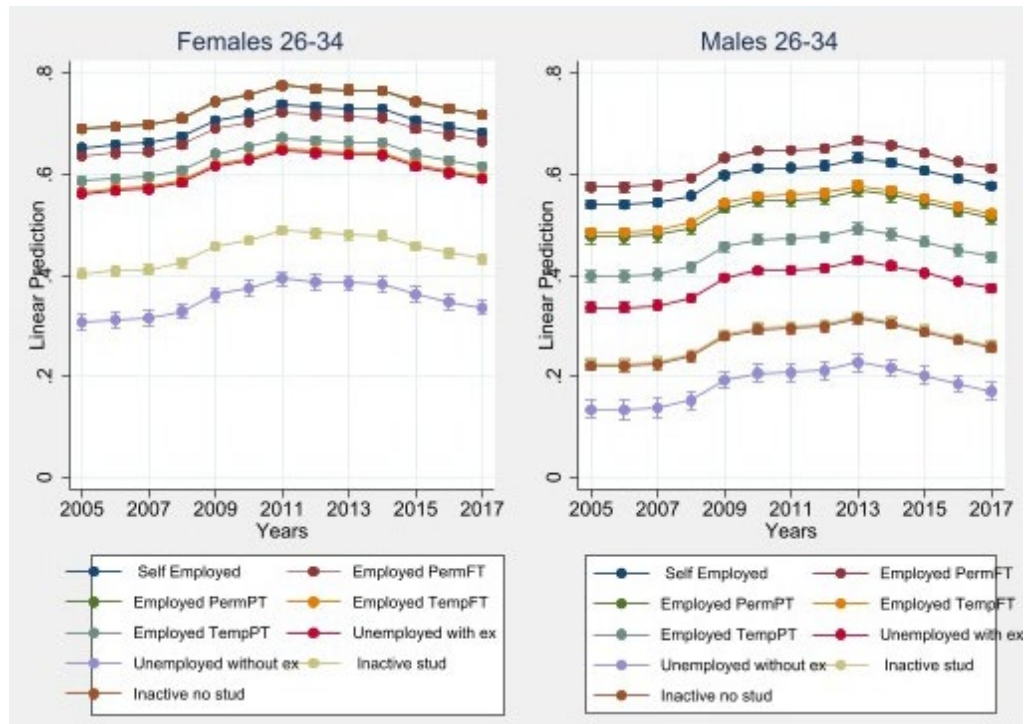 Females 26-34
Linear Prediction
.8
.6
.4
.2
0
2005 2007 2009 2011 2013 2015 2017
Years
Self Employed Employed PermFT
Employed PermPT Employed TempFT
Employed TempPT Unemployed with ex
Unemployed without ex Inactive stud
Inactive no stud
Males 26-34
Linear Prediction
.8
.6
.4
.2
0
2005 2007 2009 2011 2013 2015 2017
Years
Self Employed Employed PermFT
Employed PermPT Employed TempFT
Employed TempPT Unemployed with ex
Unemployed without ex Inactive stud
Inactive no stud